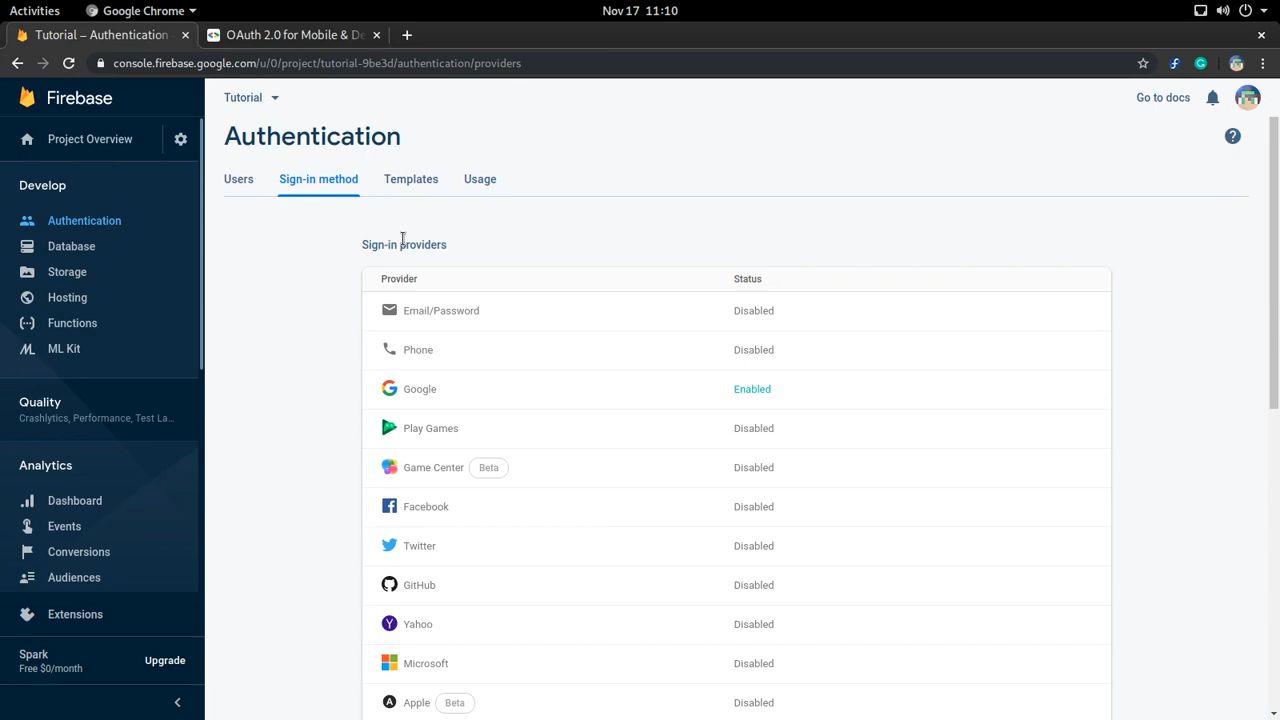 Activities
Google Chrome
Nov 17 11:10
Tutorial – Authentication
OAuth 2.0 for Mobile & De
console.firebase.google.com/u/0/project/tutorial-9be3d/authentication/providers
Firebase
Project Overview
Develop
Authentication
Database
Storage
Hosting
Functions
ML Kit
Quality
Crashlytics, Performance, Test La...
Analytics
Dashboard
Events
Conversions
Audiences
Extensions
Spark
Free $0/month
Upgrade
Tutorial
Go to docs
Authentication
Users Sign-in method Templates Usage
Sign-in providers
Provider Status
Email/Password Disabled
Phone Disabled
Google Enabled
Play Games Disabled
Game Center Beta Disabled
Facebook Disabled
Twitter Disabled
GitHub Disabled
Yahoo Disabled
Microsoft Disabled
Apple Beta Disabled